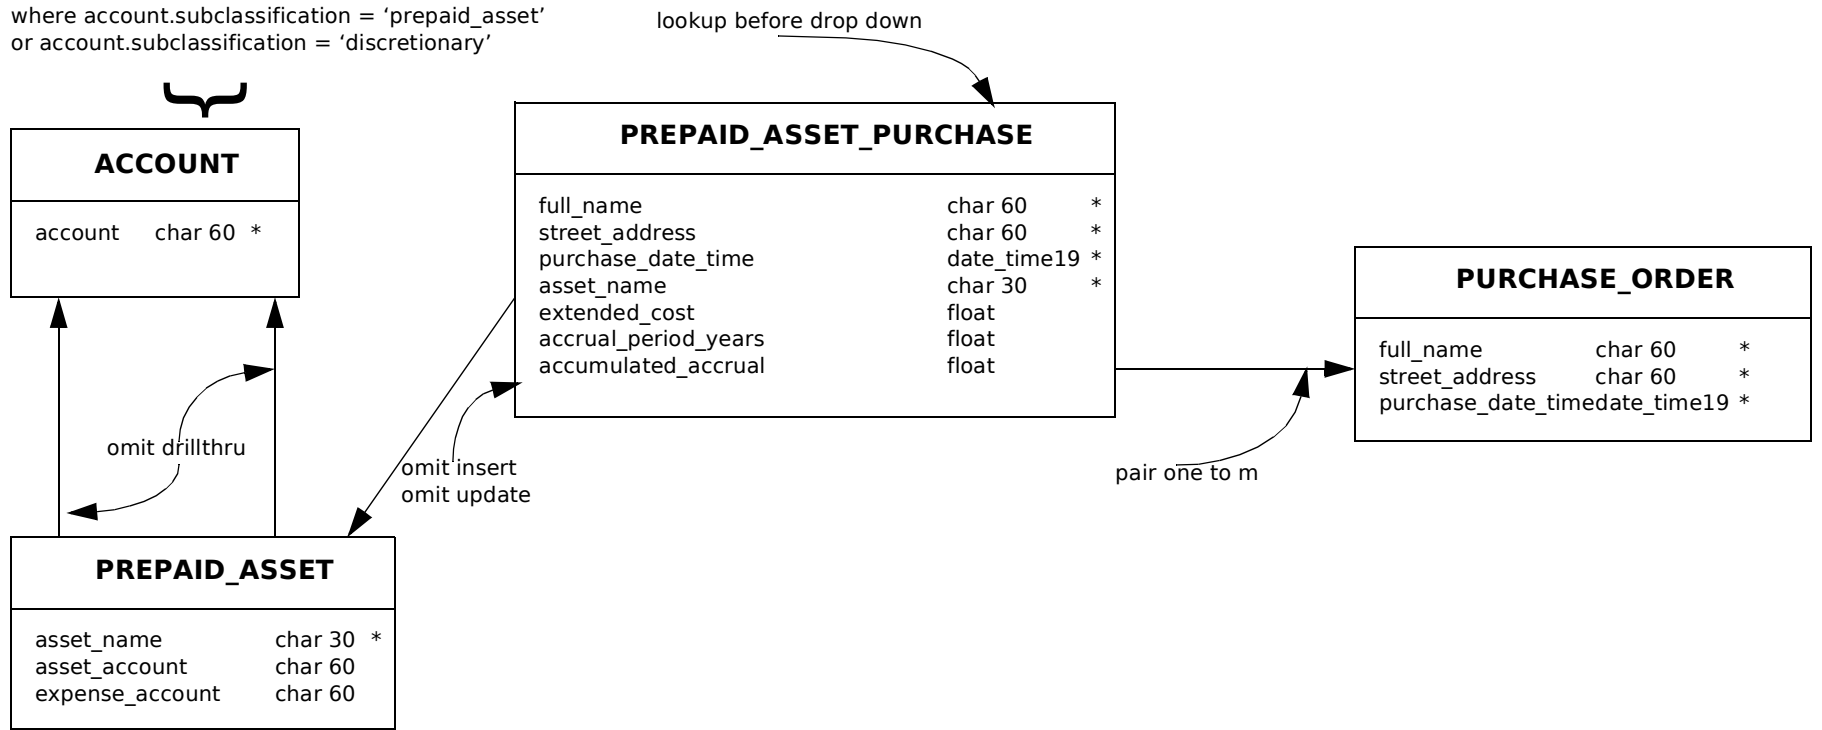 where account.subclassification = ‘prepaid_asset’
or account.subclassification = ‘discretionary’
lookup before drop down
ACCOUNT
account char 60 *
PREPAID_ASSET_PURCHASE
full_name char 60 *
street_address char 60 *
purchase_date_time date_time19 *
asset_name char 30 *
extended_cost float
accrual_period_years float
accumulated_accrual float
PURCHASE_ORDER
full_name char 60 *
street_address char 60 *
purchase_date_timedate_time19 *
omit drillthru
omit insert
omit update
pair one to m
PREPAID_ASSET
asset_name char 30 *
asset_account char 60
expense_account char 60